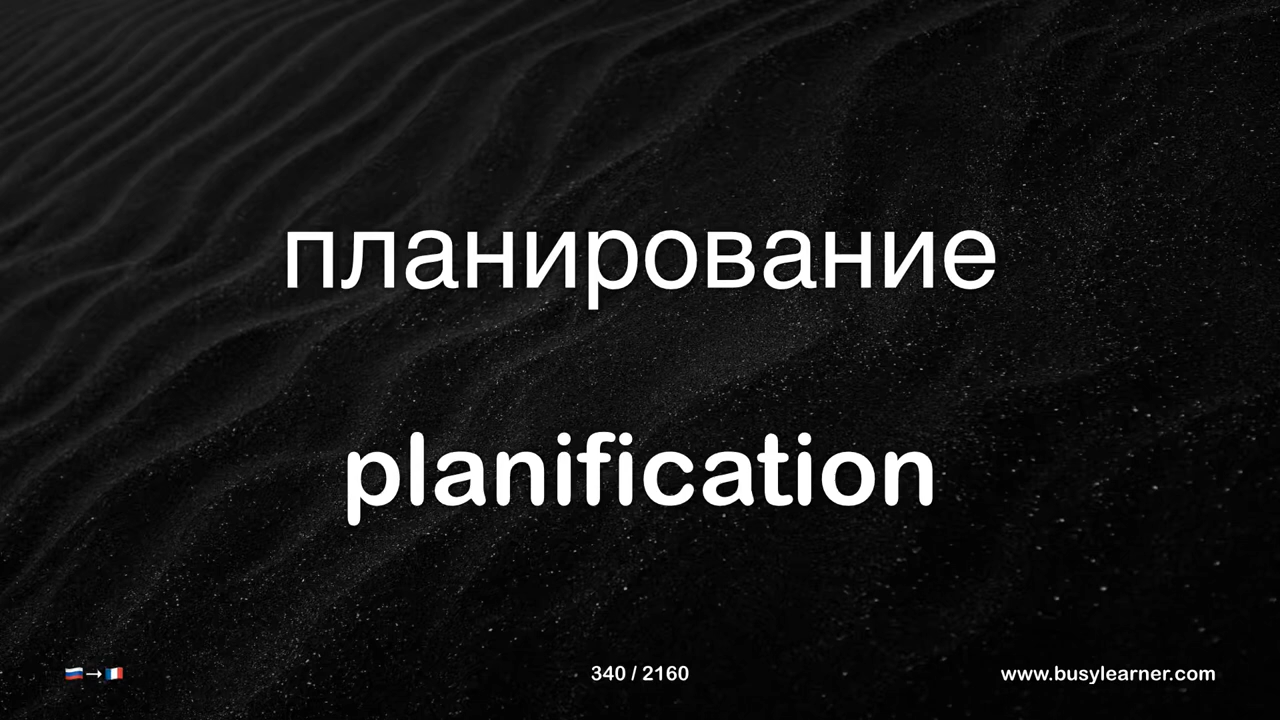 планирование
planification
🇷🇺→🇫🇷 340 / 2160 www.busylearner.com